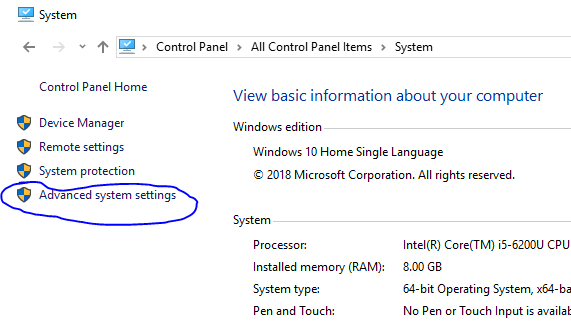 System
Control Panel > All Control Panel Items > System
Control Panel Home
Device Manager
Remote settings
System protection
Advanced system settings
View basic information about your computer
Windows edition
Windows 10 Home Single Language
© 2018 Microsoft Corporation. All rights reserved.
System
Processor: Intel(R) Core(TM) i5-6200U CPU
Installed memory (RAM): 8.00 GB
System type: 64-bit Operating System, x64-ba
Pen and Touch: No Pen or Touch Input is availa